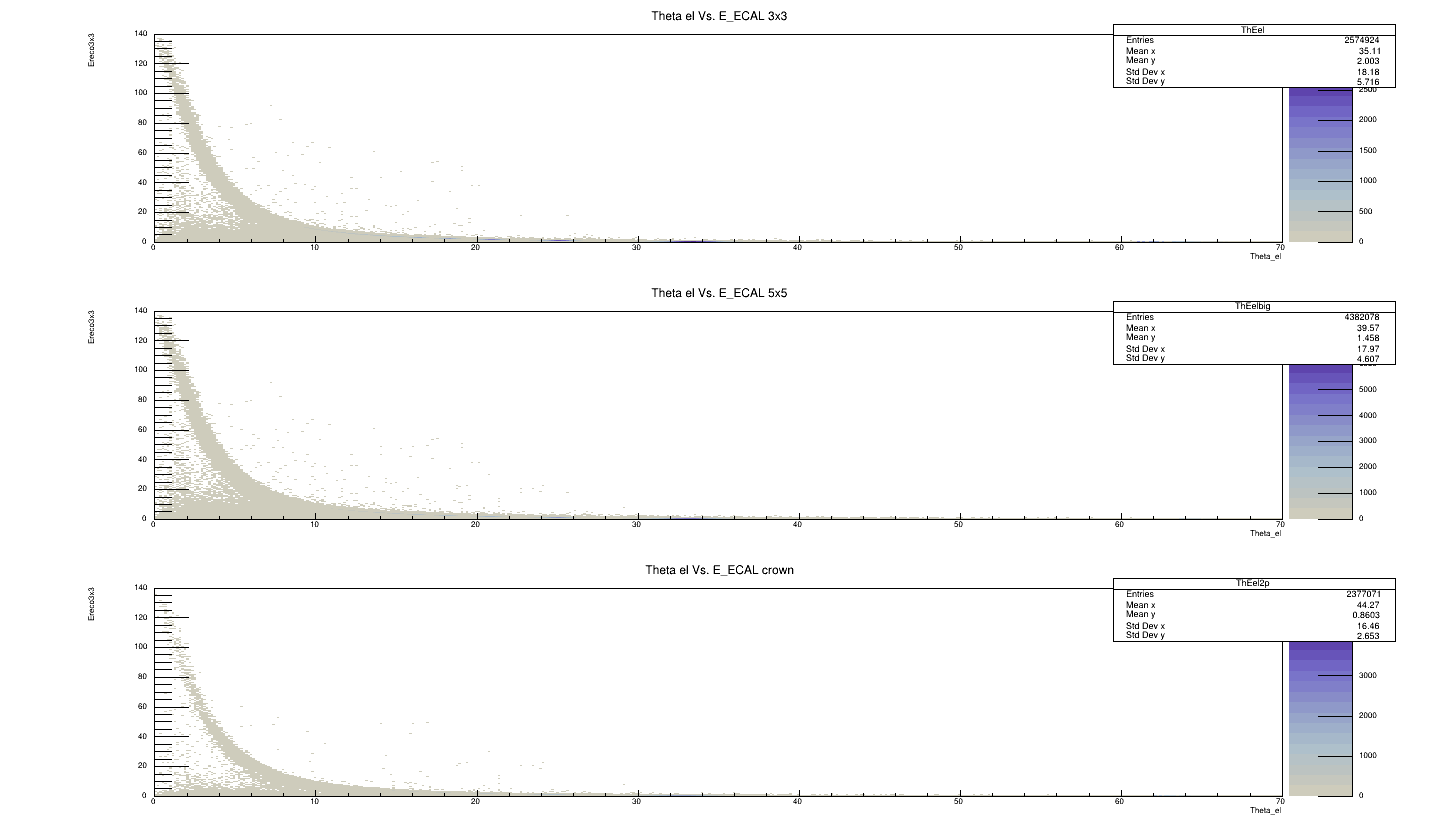 Theta el Vs. E_ECAL 3x3
Ereco3x3
140
120
100
80
60
40
20
0
0 10 20 30 40 50 60 70
Theta_el
ThEel
Entries 2574924
Mean x 35.11
Mean y 2.003
Std Dev x 18.18
Std Dev y 5.716
2500
2000
1500
1000
500
0
Theta el Vs. E_ECAL 5x5
Ereco3x3
140
120
100
80
60
40
20
0
0 10 20 30 40 50 60 70
Theta_el
ThEelbig
Entries 4382078
Mean x 39.57
Mean y 1.458
Std Dev x 17.97
Std Dev y 4.607
5000
4000
3000
2000
1000
0
Theta el Vs. E_ECAL crown
Ereco3x3
140
120
100
80
60
40
20
0
0 10 20 30 40 50 60 70
Theta_el
ThEel2p
Entries 2377071
Mean x 44.27
Mean y 0.8603
Std Dev x 16.46
Std Dev y 2.653
3000
2000
1000
0